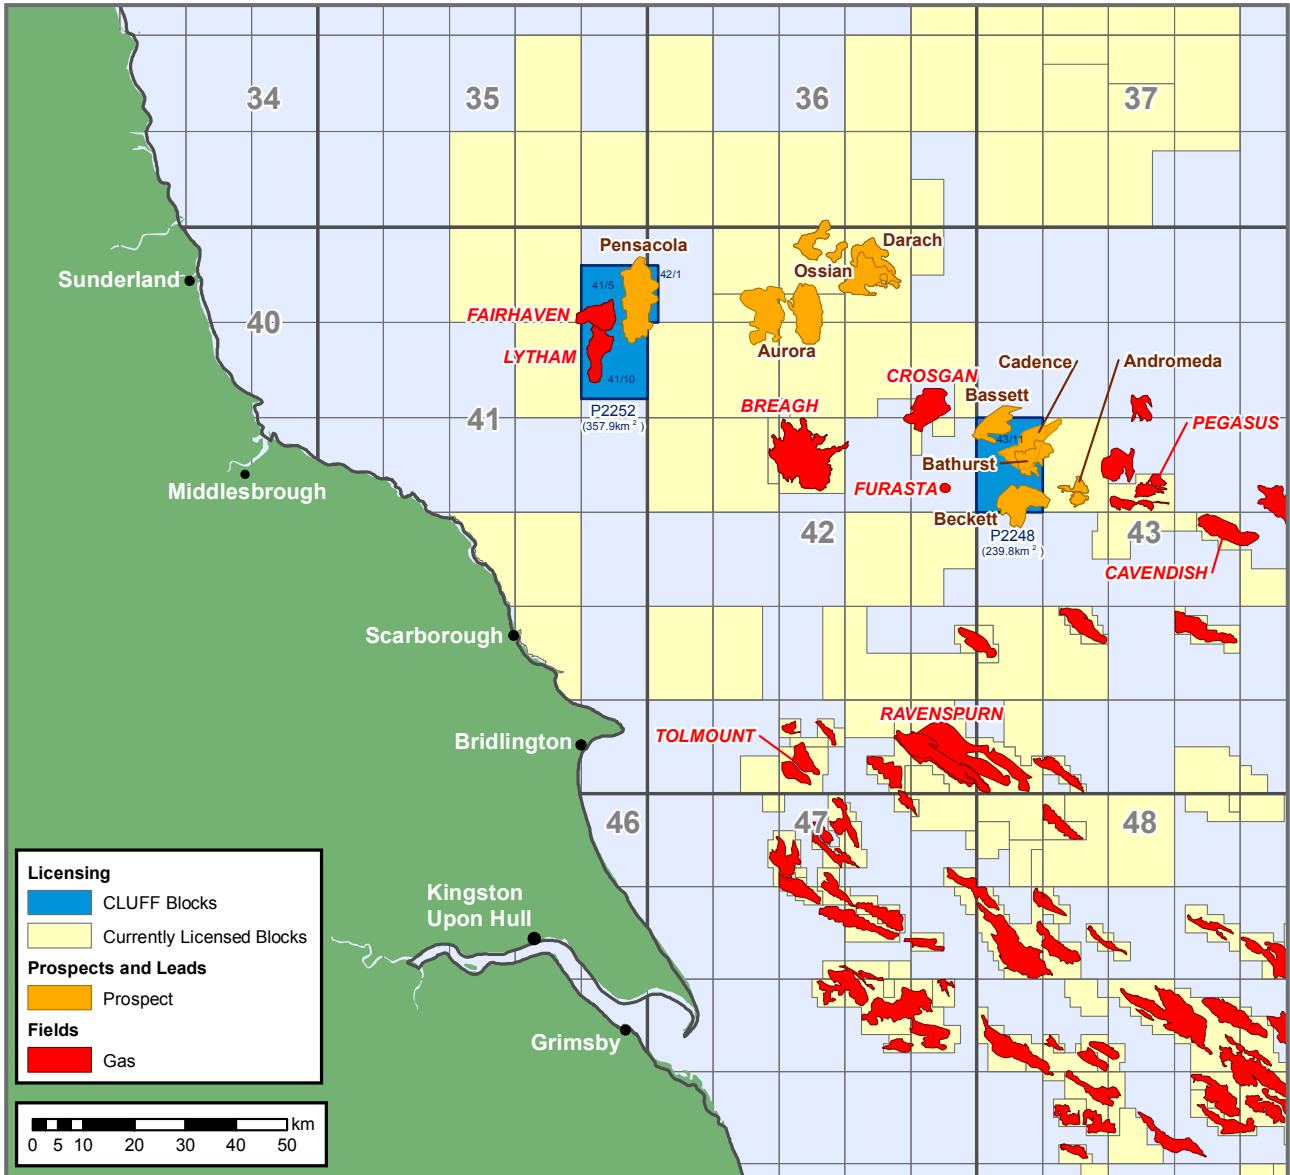 34
35
36
37
Pensacola
Darach
Ossian
42/1
41/5
Sunderland
FAIRHAVEN
40
LYTHAM
Aurora
Cadence
Andromeda
41/10
CROSGAN
Bassett
P2252
(357.9km²)
41
BREAGH
PEGASUS
43/11
Bathurst
Middlesbrough
FURASTA
Beckett
42
P2248
(239.8km²)
43
CAVENDISH
Scarborough
RAVENSPURN
TOLMOUNT
Bridlington
46
47
48
Licensing
CLUFF Blocks
Currently Licensed Blocks
Prospects and Leads
Prospect
Fields
Gas
Kingston
Upon Hull
Grimsby
km
0 5 10 20 30 40 50